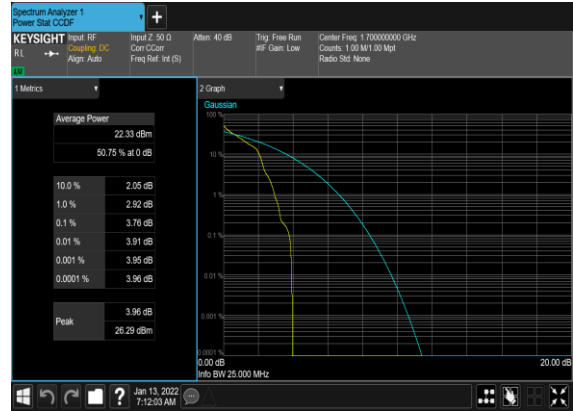 Spectrum Analyzer 1
Power Stat CCDF
KEYSIGHT
Input: RF
Input Z: 50 Ω
Atten: 40 dB
Trig: Free Run
Center Freq: 1.700000000 GHz
RL
Coupling: DC
Corr CCorr
#IF Gain: Low
Counts: 1.00 M/1.00 Mpt
Align: Auto
Freq Ref: Int (S)
Radio Std: None
1 Metrics
2 Graph
Average Power
22.33 dBm
50.75 % at 0 dB
10.0 % 2.05 dB
1.0 % 2.92 dB
0.1 % 3.76 dB
0.01 % 3.91 dB
0.001 % 3.95 dB
0.0001 % 3.96 dB
Peak
3.96 dB
26.29 dBm
Gaussian
100 %
10 %
1 %
0.1 %
0.01 %
0.001 %
0.0001 %
0.00 dB 20.00 dB
Info BW 25.000 MHz
Jan 13, 2022
7:12:03 AM